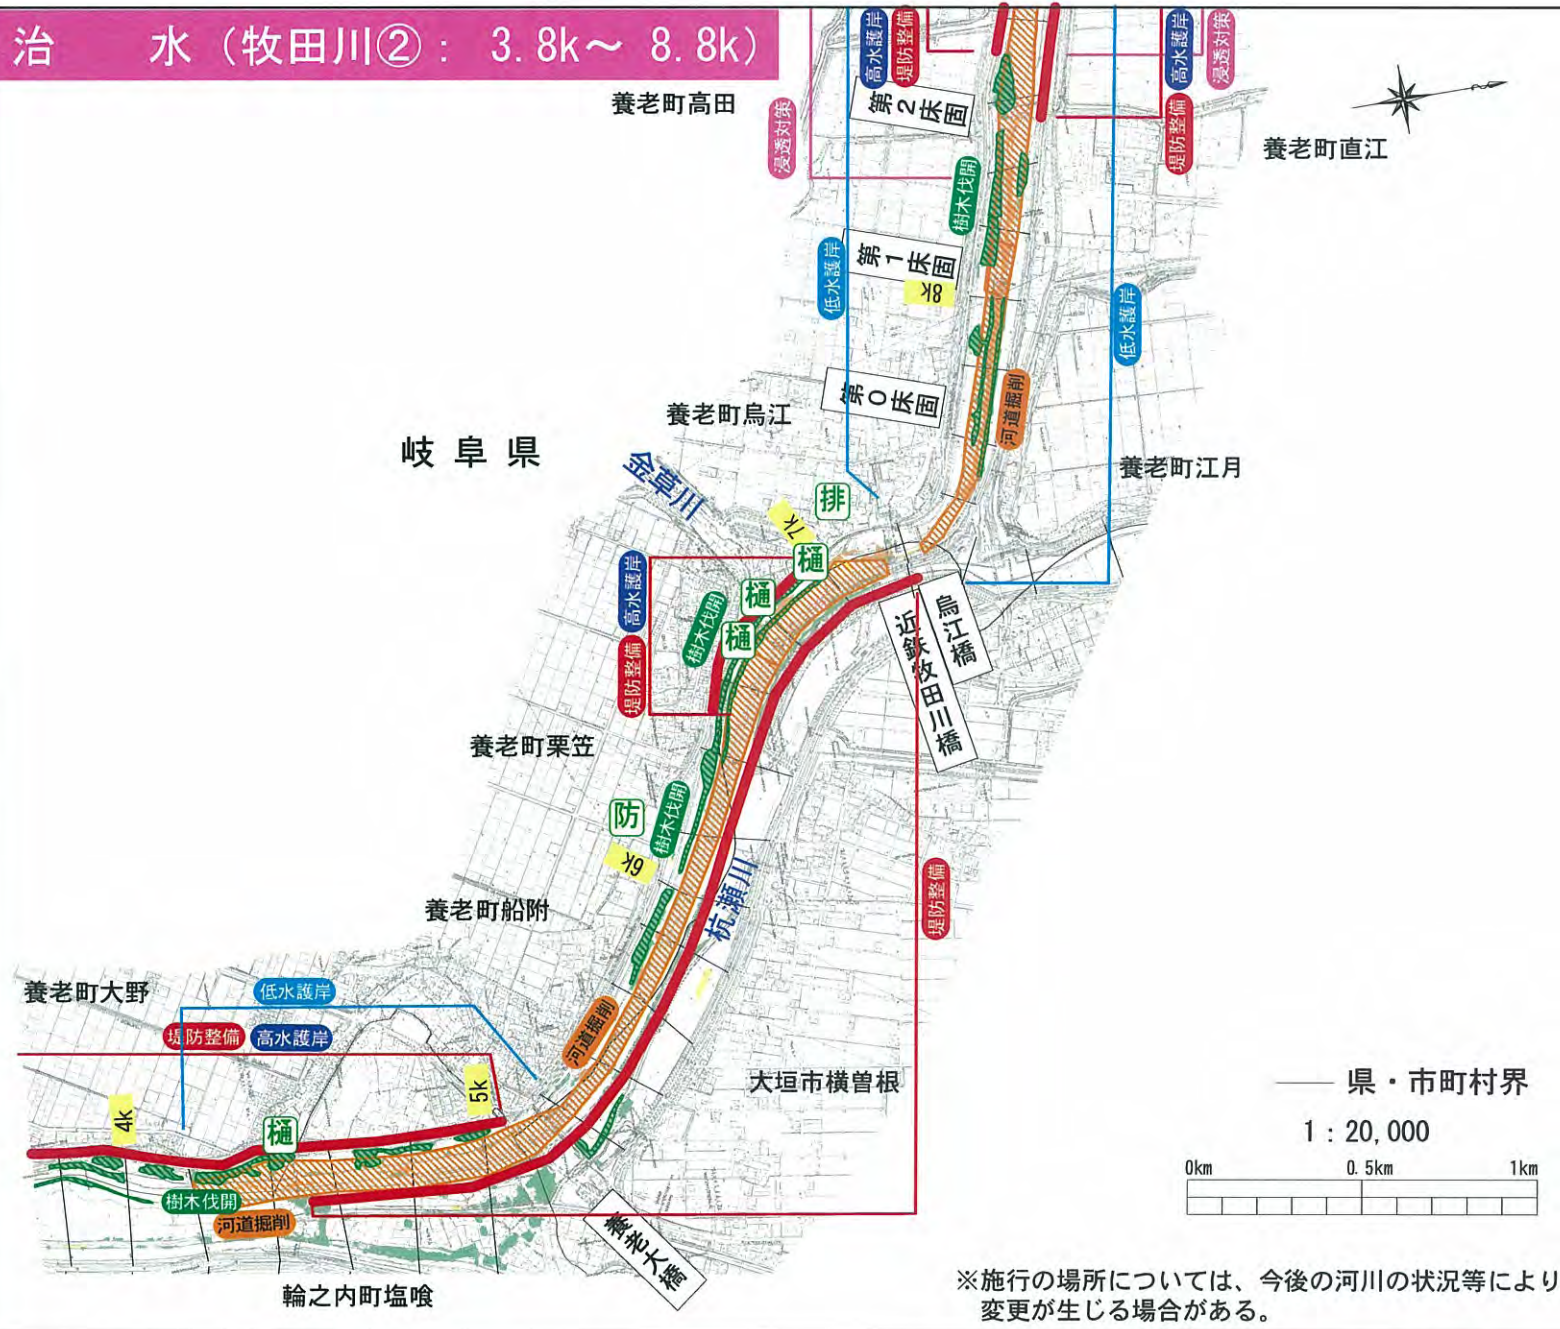 治　水（牧田川②： 3.8k～ 8.8k）
高水護岸
堤防整備
高水護岸
浸透対策
養老町高田
第2床固
浸透対策
堤防整備
養老町直江
樹木伐開
第1床固
低水護岸
8k
低水護岸
第0床固
河道掘削
養老町烏江
岐阜県
養老町江月
金草川
排
7k
樋
高水護岸
樋
樹木伐開
樋
堤防整備
烏江橋
近鉄牧田川橋
養老町栗笠
防
樹木伐開
6k
杭瀬川
堤防整備
養老町船附
養老町大野
低水護岸
堤防整備
高水護岸
河道掘削
大垣市横曽根
5k
4k
樋
樹木伐開
河道掘削
養老大橋
輪之内町塩喰
県・市町村界
1：20,000
0km 0.5km 1km
※施行の場所については、今後の河川の状況等により
変更が生じる場合がある。